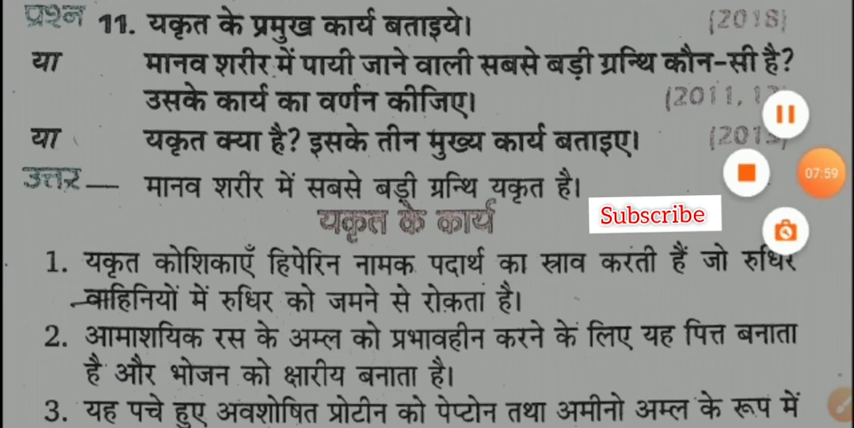 प्रश्न 11. यकृत के प्रमुख कार्य बताइये। (2018)
या मानव शरीर में पायी जाने वाली सबसे बड़ी ग्रन्थि कौन-सी है?
उसके कार्य का वर्णन कीजिए। (2011,
या यकृत क्या है? इसके तीन मुख्य कार्य बताइए।
उत्तर — मानव शरीर में सबसे बड़ी ग्रन्थि यकृत है।
07:59
यकृत के कार्य
Subscribe
1. यकृत कोशिकाएँ हिपेरिन नामक पदार्थ का स्राव करती हैं जो रुधिर
वाहिनियों में रुधिर को जमने से रोकता है।
2. आमाशयिक रस के अम्ल को प्रभावहीन करने के लिए यह पित्त बनाता
है और भोजन को क्षारीय बनाता है।
3. यह पचे हुए अवशोषित प्रोटीन को पेप्टोन तथा अमीनो अम्ल के रूप में